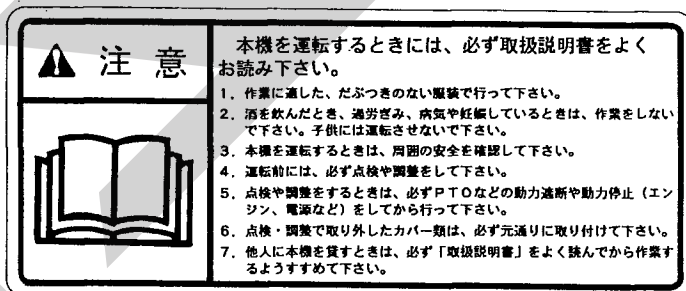 注意
本機を運転するときには、必ず取扱説明書をよく
お読み下さい。
1. 作業に適した、だぶつきのない服装で行って下さい。
2. 酒を飲んだとき、過労ぎみ、病気や妊娠しているときは、作業をしない
で下さい。子供には運転させないで下さい。
3. 本機を運転するときは、周囲の安全を確認して下さい。
4. 運転前には、必ず点検や調整をして下さい。
5. 点検や調整をするときは、必ずPTOなどの動力遮断や動力停止（エン
ジン、電源など）をしてから行って下さい。
6. 点検・調整で取り外したカバー類は、必ず元通りに取り付けて下さい。
7. 他人に本機を貸すときは、必ず「取扱説明書」をよく読んでから作業す
るようすすめて下さい。